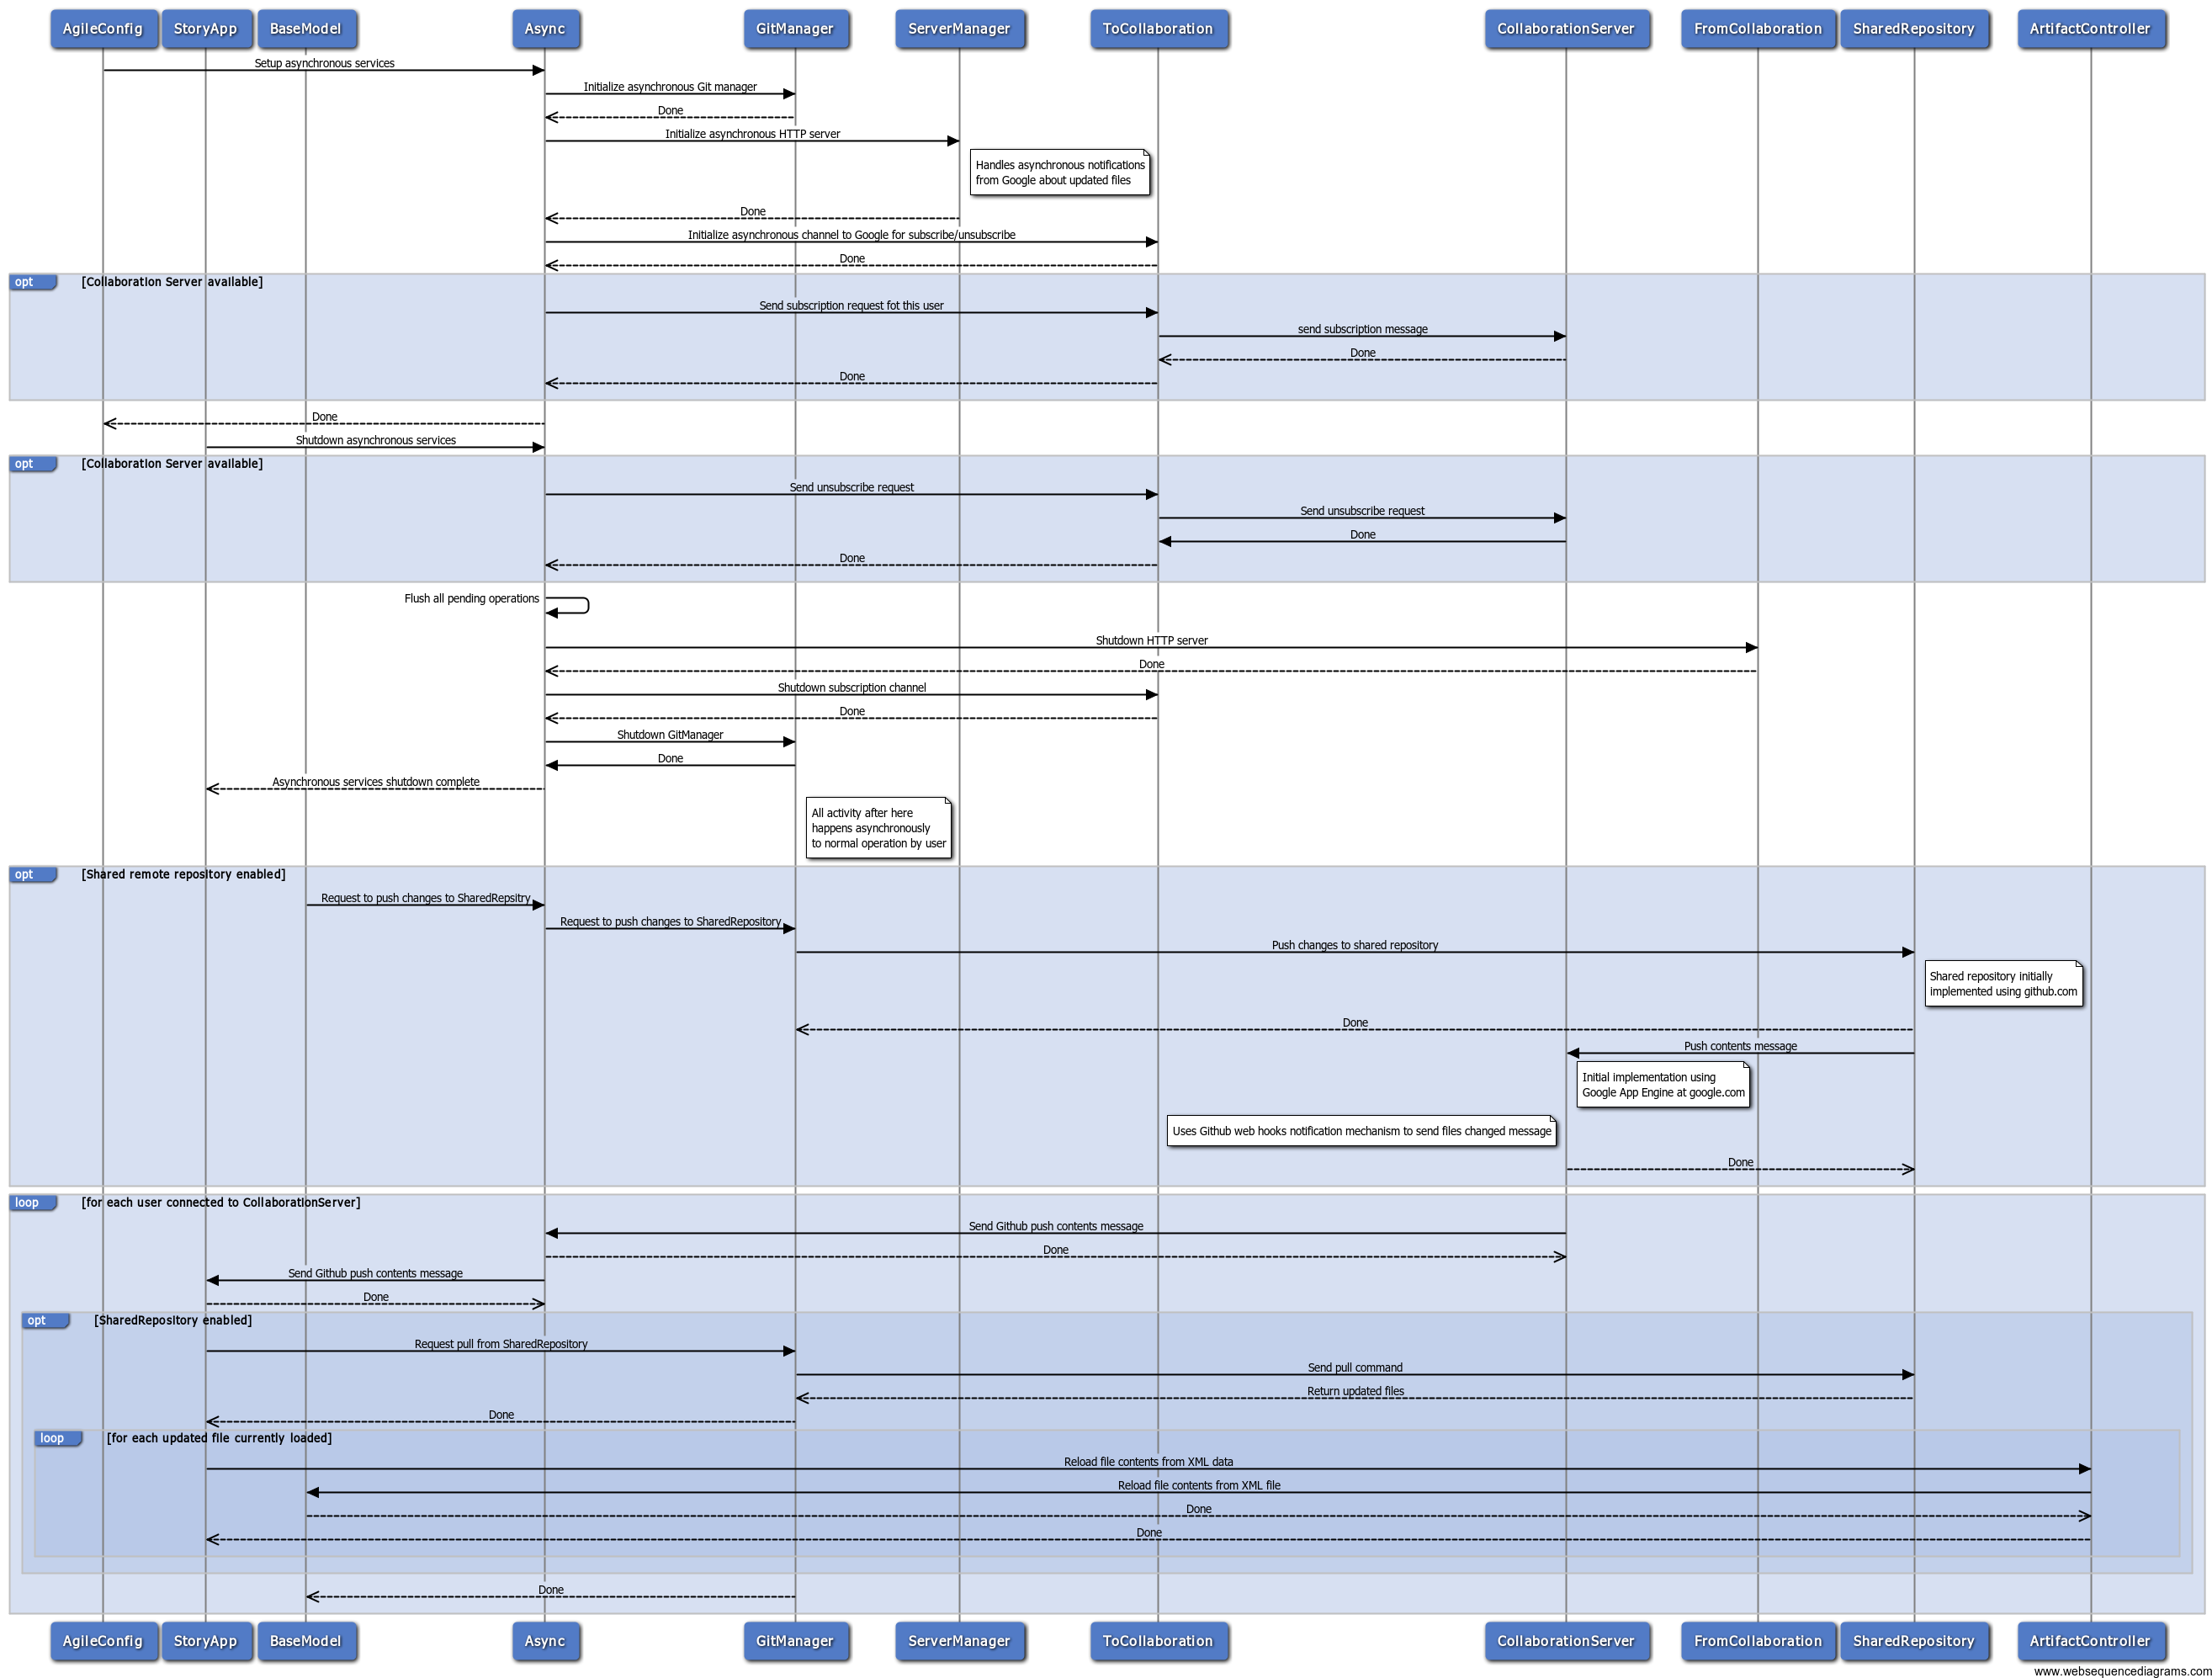 AgileConfig StoryApp BaseModel Async GitManager ServerManager ToCollaboration CollaborationServer FromCollaboration SharedRepository ArtifactController
Setup asynchronous services
Initialize asynchronous Git manager
Done
Initialize asynchronous HTTP server
Handles asynchronous notifications
from Google about updated files
Done
Initialize asynchronous channel to Google for subscribe/unsubscribe
Done
opt [Collaboration Server available]
Send subscription request fot this user
send subscription message
Done
Done
Done
Shutdown asynchronous services
opt [Collaboration Server available]
Send unsubscribe request
Send unsubscribe request
Done
Done
Flush all pending operations
Shutdown HTTP server
Done
Shutdown subscription channel
Done
Shutdown GitManager
Done
Asynchronous services shutdown complete
All activity after here
happens asynchronously
to normal operation by user
opt [Shared remote repository enabled]
Request to push changes to SharedRepsitry
Request to push changes to SharedRepository
Push changes to shared repository
Shared repository initially
implemented using github.com
Done
Push contents message
Initial implementation using
Google App Engine at google.com
Uses Github web hooks notification mechanism to send files changed message
Done
loop [for each user connected to CollaborationServer]
Send Github push contents message
Done
Send Github push contents message
Done
opt [SharedRepository enabled]
Request pull from SharedRepository
Send pull command
Return updated files
Done
loop [for each updated file currently loaded]
Reload file contents from XML data
Reload file contents from XML file
Done
Done
Done
AgileConfig StoryApp BaseModel Async GitManager ServerManager ToCollaboration CollaborationServer FromCollaboration SharedRepository ArtifactController
www.websequencediagrams.com